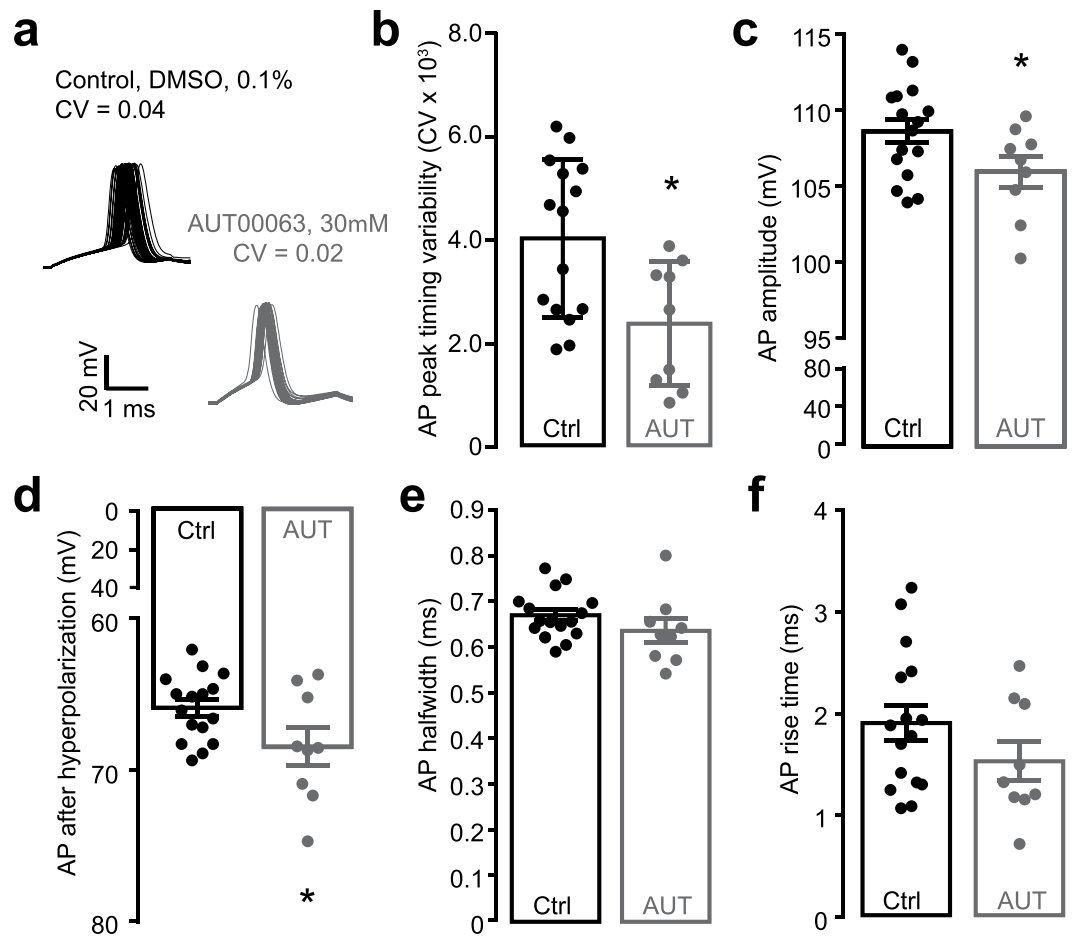 a
Control, DMSO, 0.1%
CV = 0.04
AUT00063, 30mM
CV = 0.02
20 mV
1 ms
b
AP peak timing variability (CV x 10³)
8.0
6.0
4.0
2.0
0
*
Ctrl
AUT
c
AP amplitude (mV)
115
110
105
100
95
80
40
0
*
Ctrl
AUT
d
AP after hyperpolarization (mV)
0
20
40
60
70
80
Ctrl
AUT
*
e
AP halfwidth (ms)
0.9
0.8
0.7
0.6
0.5
0.4
0.3
0.2
0.1
0
Ctrl
AUT
f
AP rise time (ms)
4
3
2
1
0
Ctrl
AUT